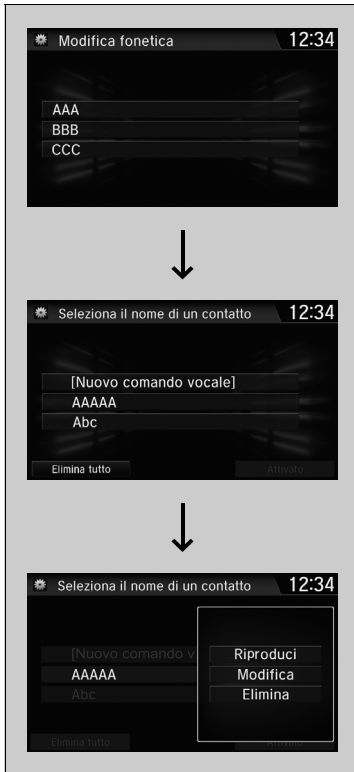 Modifica fonetica 12:34
AAA
BBB
CCC
Seleziona il nome di un contatto 12:34
[Nuovo comando vocale]
AAAAA
Abc
Elimina tutto Attivato
Seleziona il nome di un contatto 12:34
[Nuovo comando v
Riproduci
AAAAA Modifica
Abc Elimina
Elimina tutto Attivato